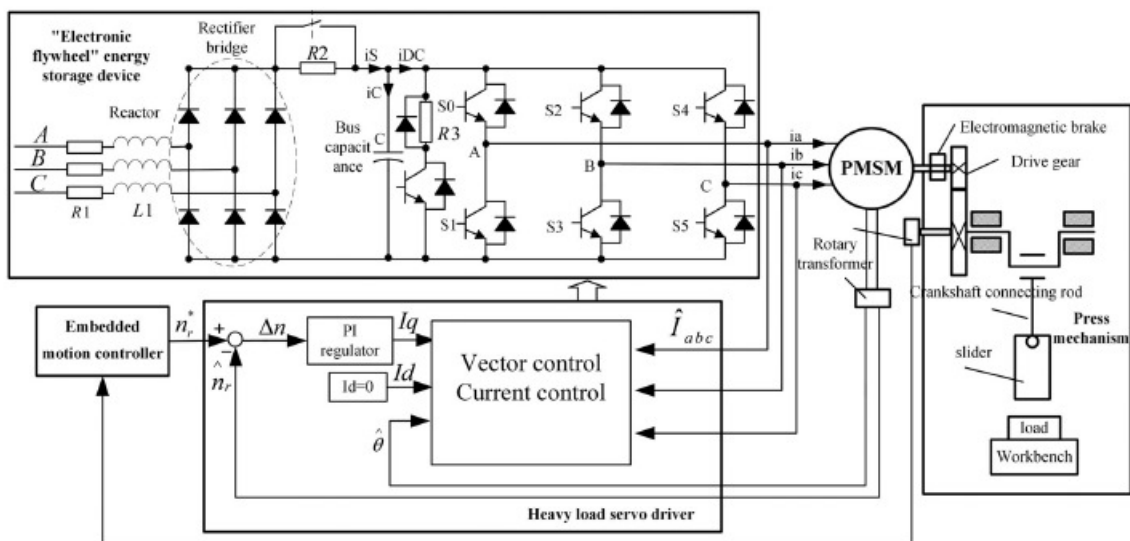 "Electronic
flywheel" energy
storage device
Rectifier
bridge
Reactor
R2
iS
iDC
iC
A
B
C
R1
L1
Bus
capacit
ance
C
R3
S0
S2
S4
A
B
C
S1
S3
S5
ia
ib
ic
PMSM
Electromagnetic brake
Drive gear
Rotary
transformer
Crankshaft connecting rod
Press
mechanism
slider
load
Workbench
Embedded
motion controller
n*r
+
−
n̂r
Δn
PI
regulator
Iq
Id=0
Id
θ̂
Vector control
Current control
Îabc
Heavy load servo driver